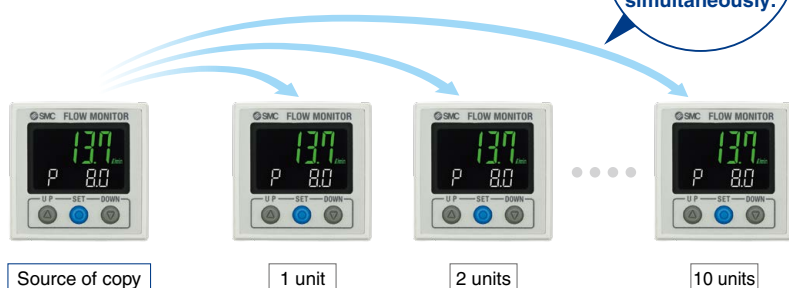 simultaneously.
SMC FLOW MONITOR
13.7
L/min
P 8.0
UP SET DOWN
SMC FLOW MONITOR
13.7
L/min
P 8.0
UP SET DOWN
SMC FLOW MONITOR
13.7
L/min
P 8.0
UP SET DOWN
SMC FLOW MONITOR
13.7
L/min
P 8.0
UP SET DOWN
Source of copy
1 unit
2 units
10 units